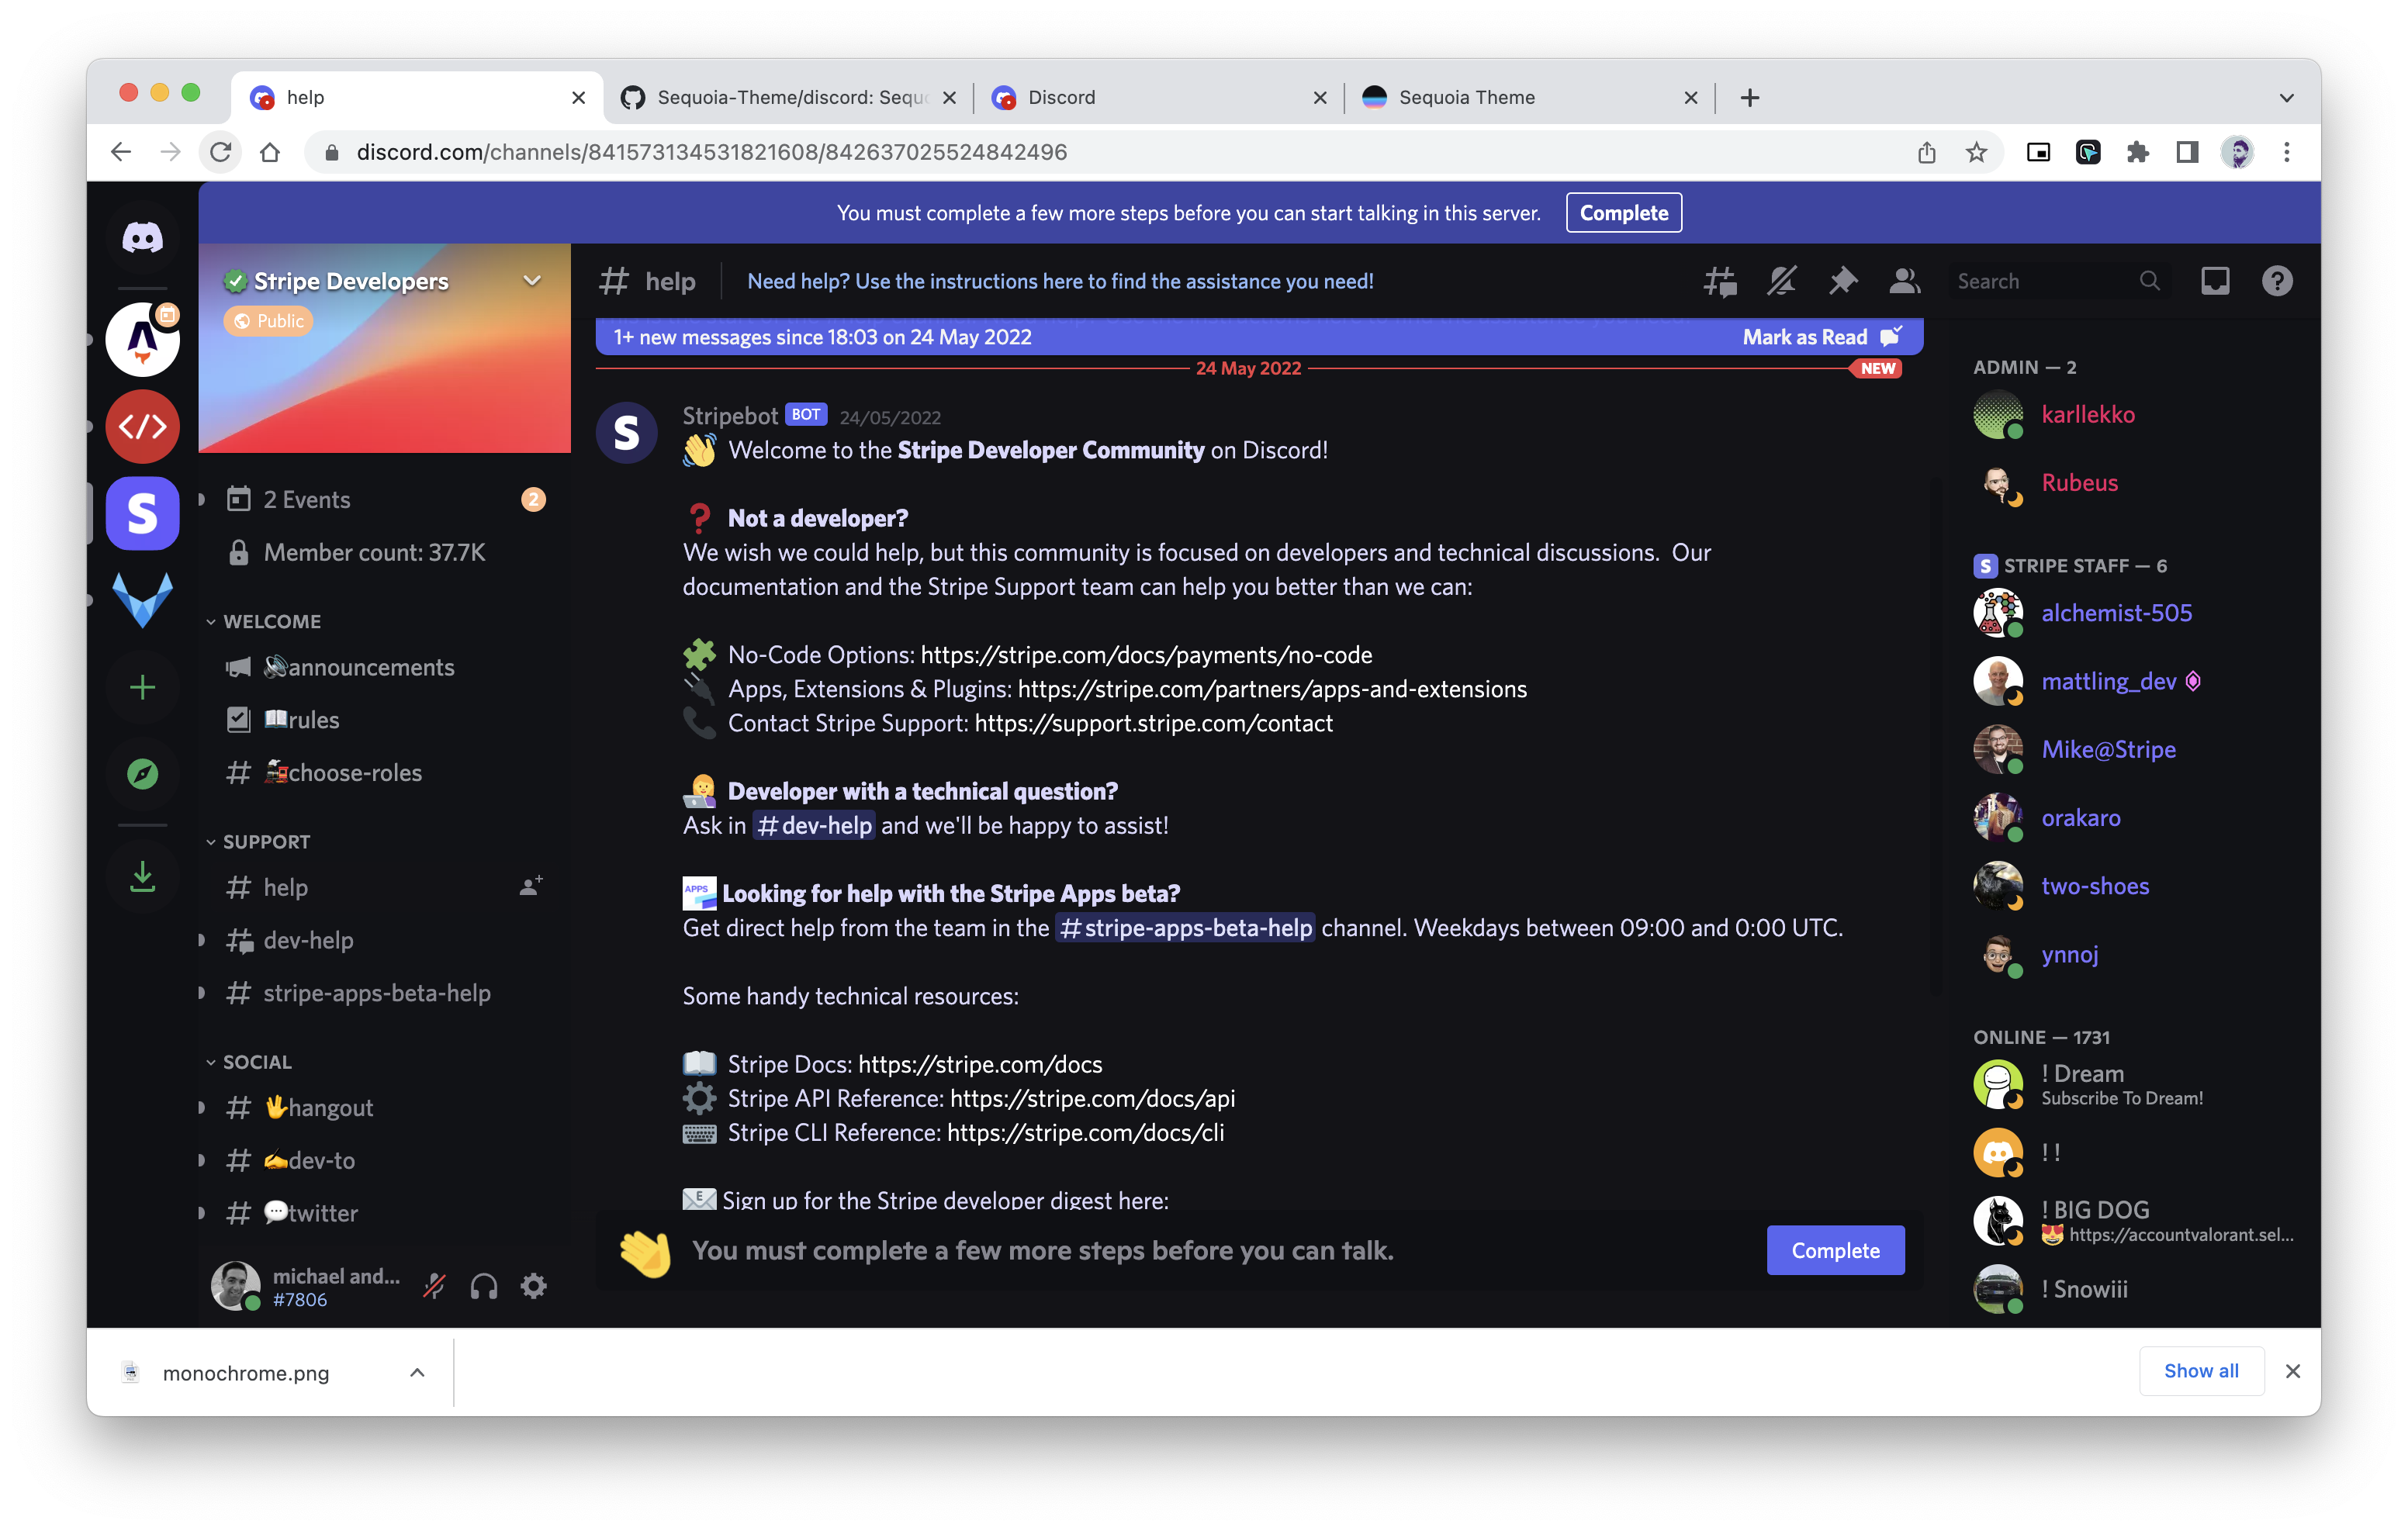 help
Sequoia-Theme/discord: Sequo
Discord
Sequoia Theme
discord.com/channels/841573134531821608/842637025524842496
You must complete a few more steps before you can start talking in this server.
Complete
Stripe Developers
Public
2 Events
2
Member count: 37.7K
WELCOME
announcements
rules
choose-roles
SUPPORT
help
dev-help
stripe-apps-beta-help
SOCIAL
hangout
dev-to
twitter
michael and...
#7806
help
Need help? Use the instructions here to find the assistance you need!
Search
1+ new messages since 18:03 on 24 May 2022
Mark as Read
24 May 2022
NEW
S
Stripebot BOT 24/05/2022
👋 Welcome to the Stripe Developer Community on Discord!
❓ Not a developer?
We wish we could help, but this community is focused on developers and technical discussions. Our
documentation and the Stripe Support team can help you better than we can:
No-Code Options: https://stripe.com/docs/payments/no-code
Apps, Extensions & Plugins: https://stripe.com/partners/apps-and-extensions
Contact Stripe Support: https://support.stripe.com/contact
Developer with a technical question?
Ask in #dev-help and we'll be happy to assist!
APPS Looking for help with the Stripe Apps beta?
Get direct help from the team in the #stripe-apps-beta-help channel. Weekdays between 09:00 and 0:00 UTC.
Some handy technical resources:
Stripe Docs: https://stripe.com/docs
Stripe API Reference: https://stripe.com/docs/api
Stripe CLI Reference: https://stripe.com/docs/cli
Sign up for the Stripe developer digest here:
You must complete a few more steps before you can talk.
Complete
ADMIN — 2
karllekko
Rubeus
S STRIPE STAFF — 6
alchemist-505
mattling_dev
Mike@Stripe
orakaro
two-shoes
ynnoj
ONLINE — 1731
! Dream
Subscribe To Dream!
! !
! BIG DOG
https://accountvalorant.sel...
! Snowiii
monochrome.png
Show all